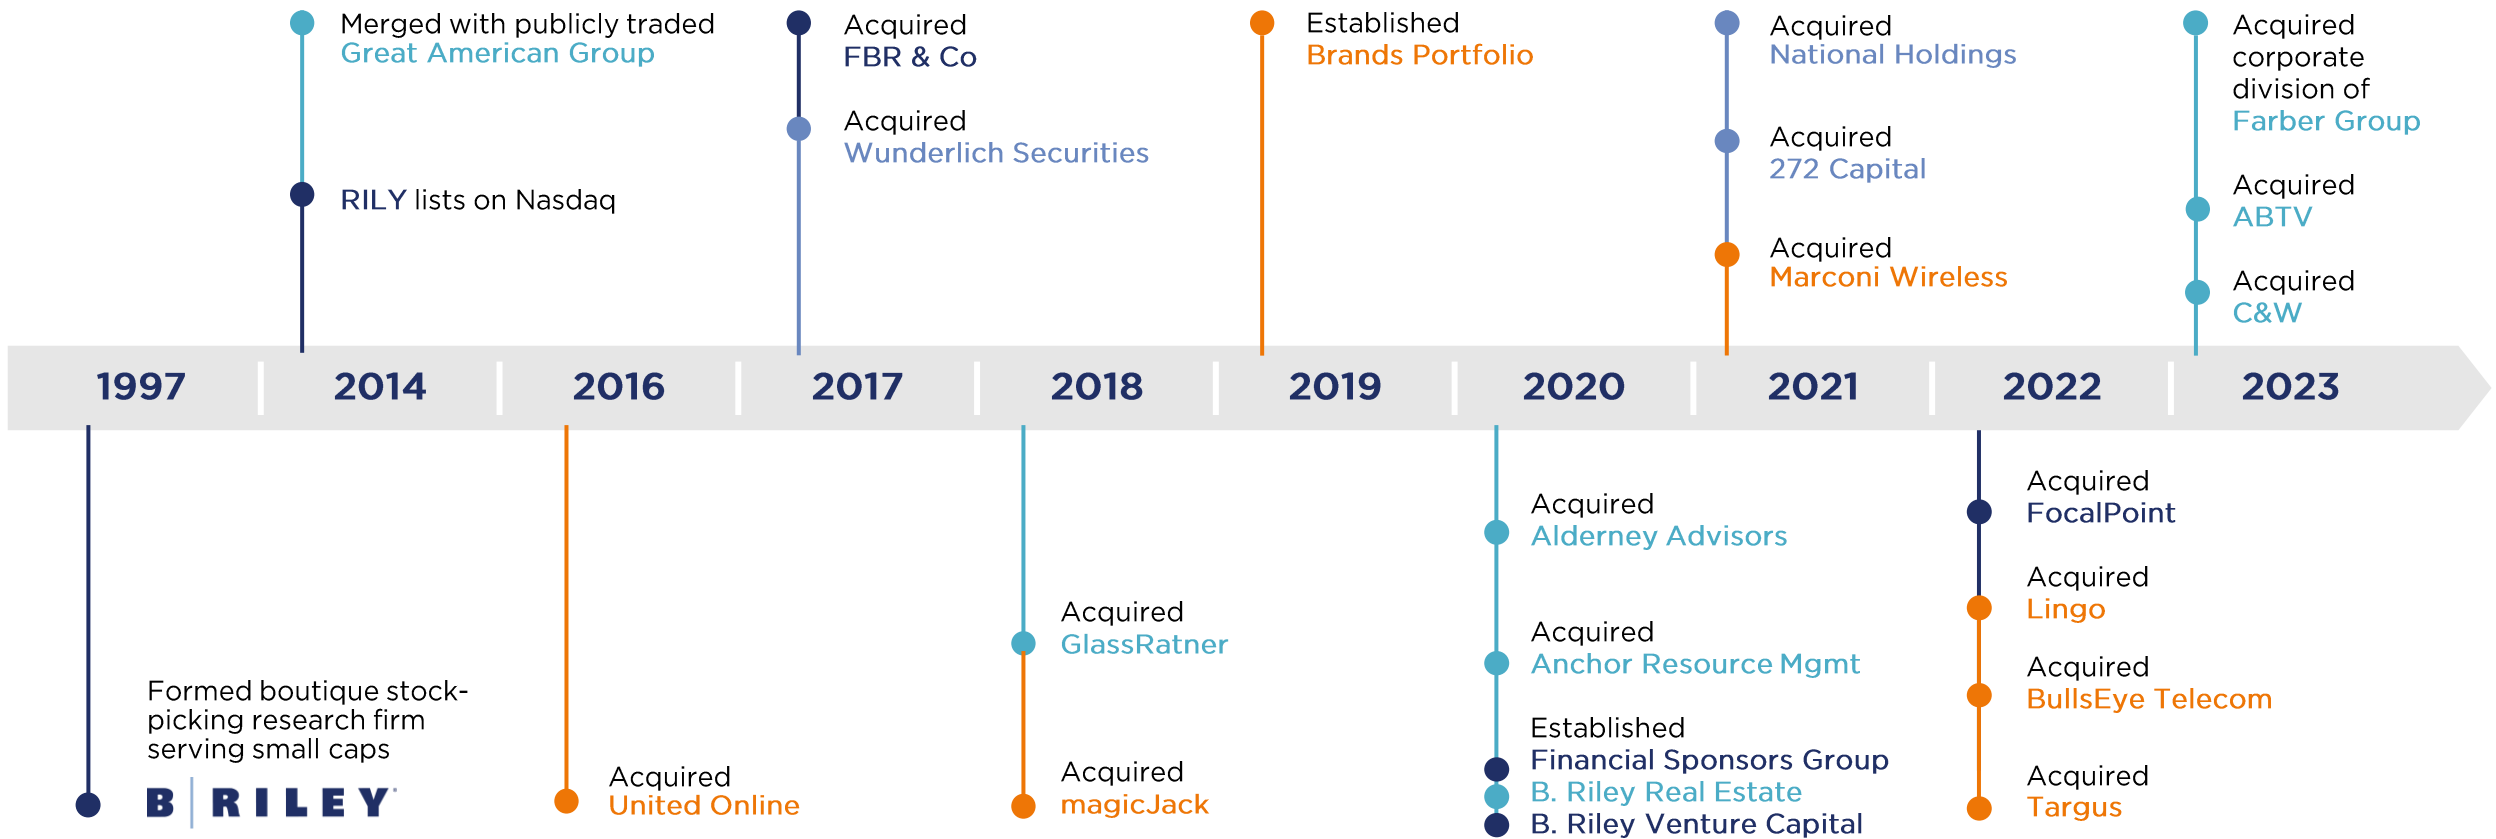 Merged with publicly traded
Great American Group
RILY lists on Nasdaq
Acquired
FBR & Co
Acquired
Wunderlich Securities
Established
Brands Portfolio
Acquired
National Holdings
Acquired
272 Capital
Acquired
Marconi Wireless
Acquired
corporate
division of
Farber Group
Acquired
ABTV
Acquired
C&W
1997
2014
2016
2017
2018
2019
2020
2021
2022
2023
Formed boutique stock-
picking research firm
serving small caps
B | RILEY®
Acquired
United Online
Acquired
GlassRatner
Acquired
magicJack
Acquired
Alderney Advisors
Acquired
Anchor Resource Mgmt
Established
Financial Sponsors Group
B. Riley Real Estate
B. Riley Venture Capital
Acquired
FocalPoint
Acquired
Lingo
Acquired
BullsEye Telecom
Acquired
Targus